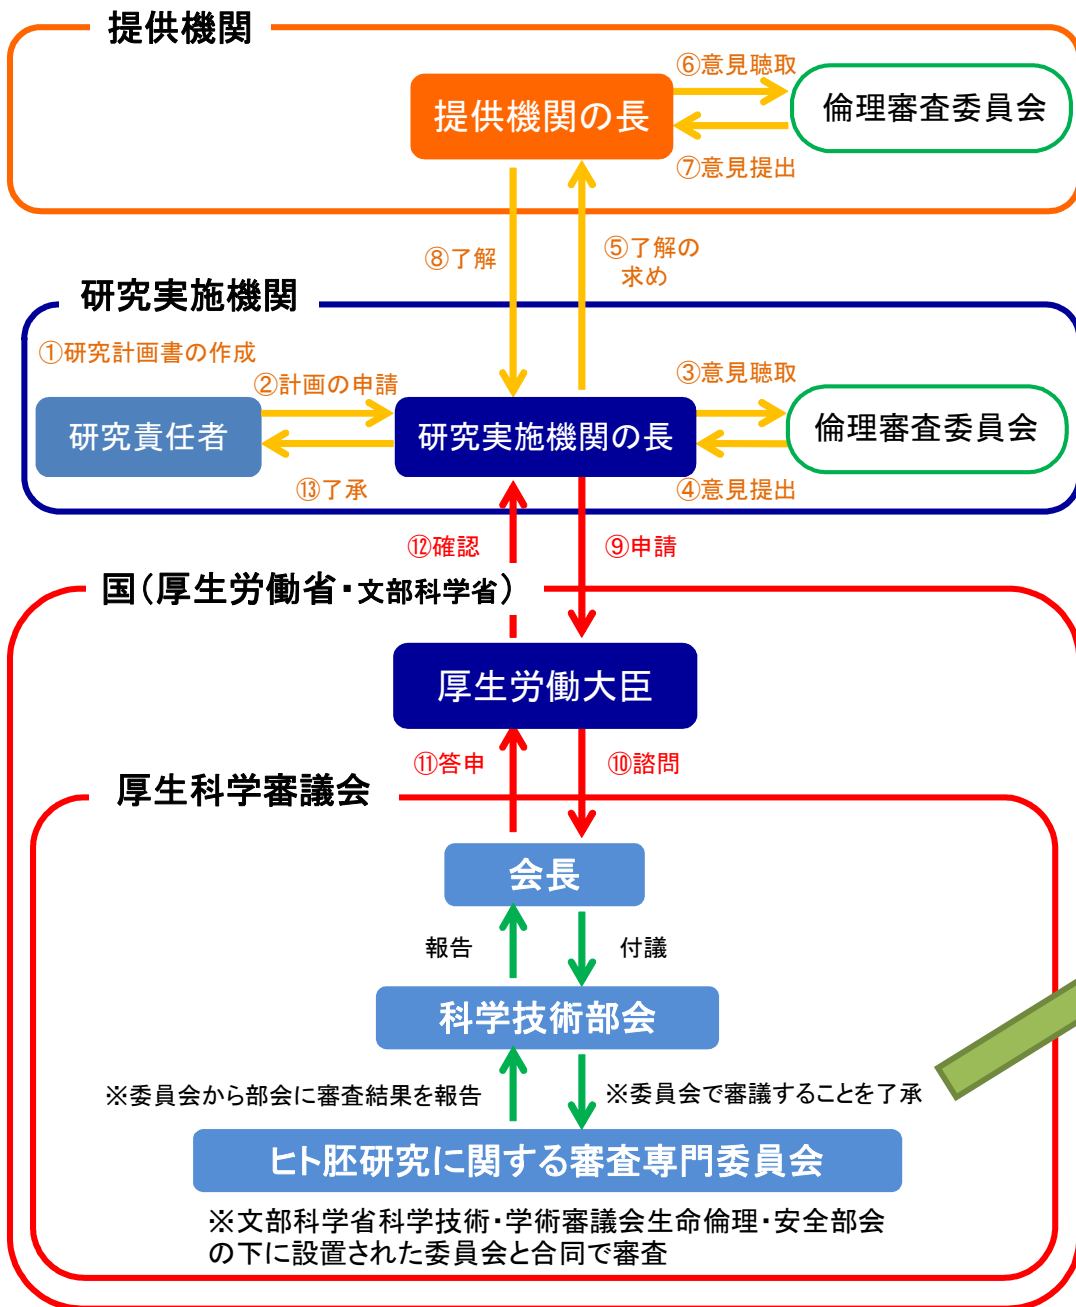 提供機関
⑥意見聴取
提供機関の長
倫理審査委員会
⑦意見提出
⑧了解
⑤了解の
求め
研究実施機関
①研究計画書の作成
②計画の申請
③意見聴取
研究責任者
研究実施機関の長
倫理審査委員会
⑬了承
④意見提出
⑫確認
⑨申請
国(厚生労働省・文部科学省)
厚生労働大臣
⑪答申
⑩諮問
厚生科学審議会
会長
報告
付議
科学技術部会
※委員会から部会に審査結果を報告
※委員会で審議することを了承
ヒト胚研究に関する審査専門委員会
※文部科学省科学技術・学術審議会生命倫理・安全部会
の下に設置された委員会と合同で審査